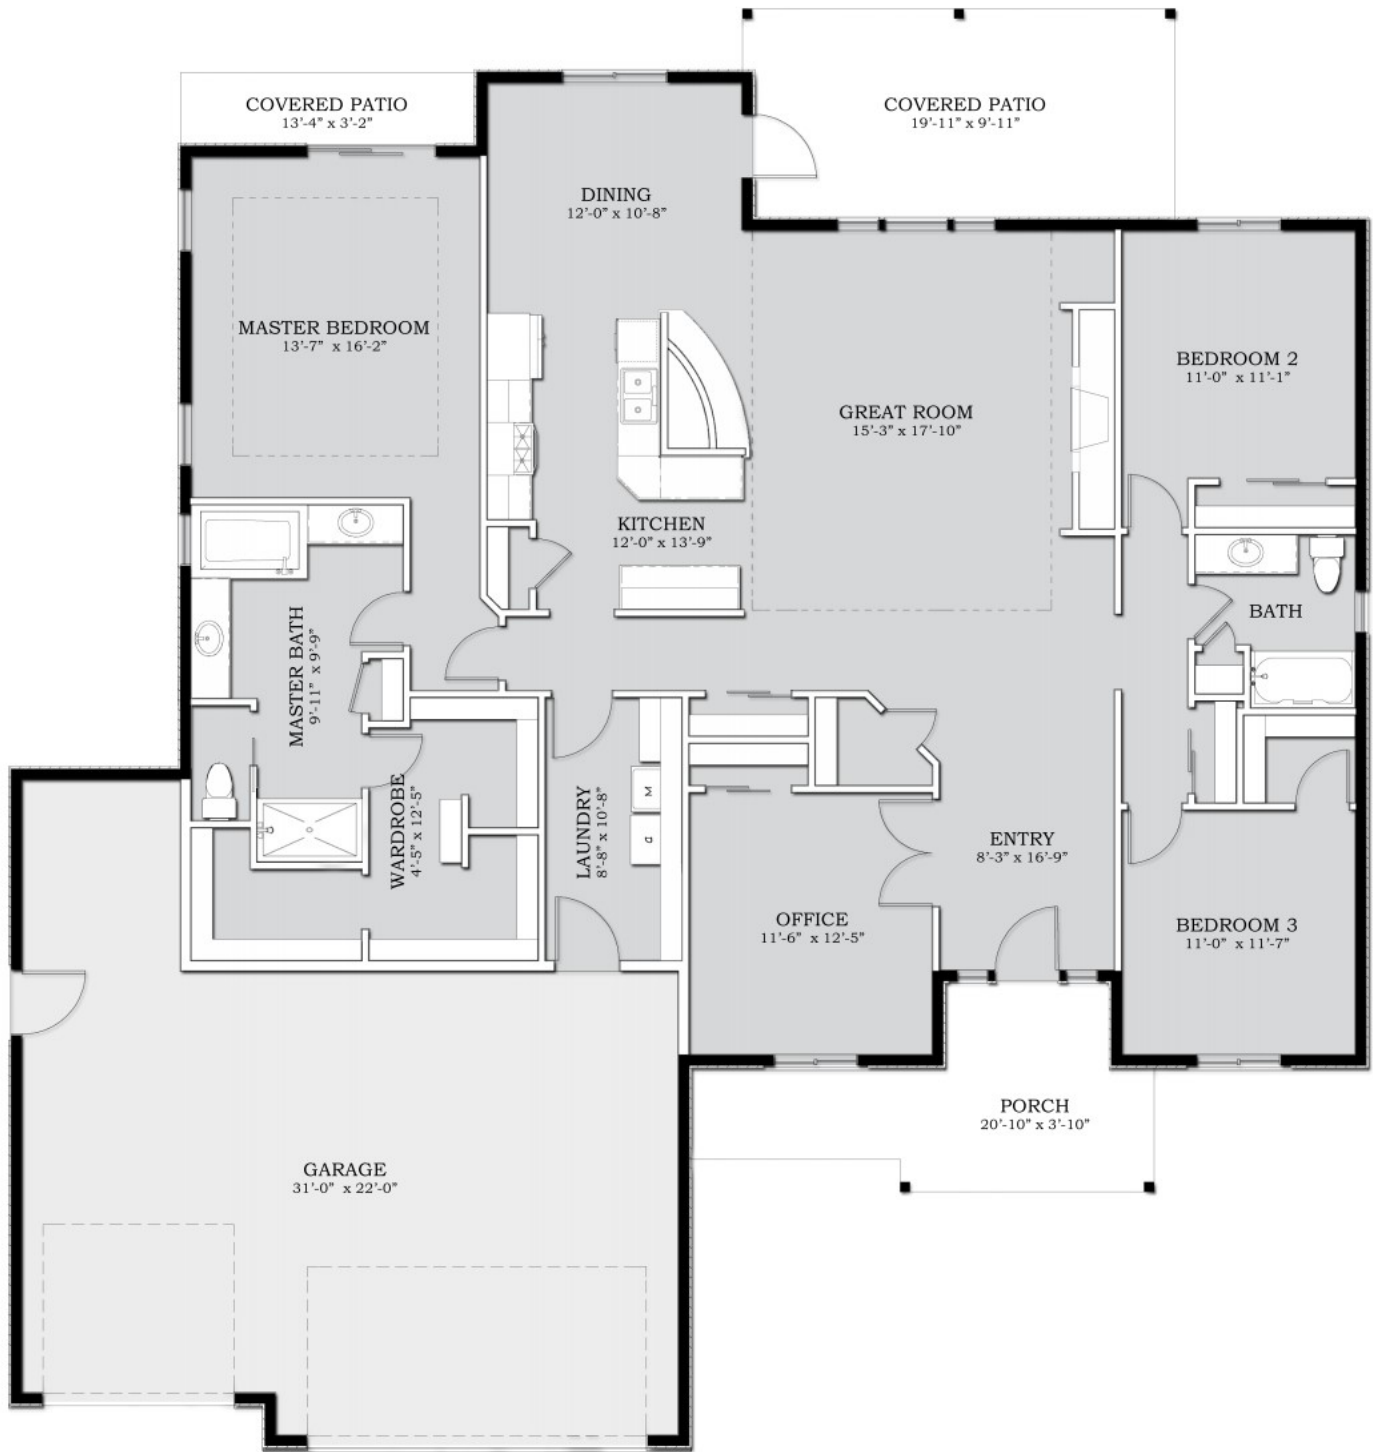 COVERED PATIO
13'-4" x 3'-2"
COVERED PATIO
19'-11" x 9'-11"
DINING
12'-0" x 10'-8"
MASTER BEDROOM
13'-7" x 16'-2"
GREAT ROOM
15'-3" x 17'-10"
BEDROOM 2
11'-0" x 11'-1"
KITCHEN
12'-0" x 13'-9"
BATH
MASTER BATH
9'-11" x 9'-9"
WARDROBE
4'-5" x 12'-5"
LAUNDRY
8'-8" x 10'-8"
W
D
ENTRY
8'-3" x 16'-9"
OFFICE
11'-6" x 12'-5"
BEDROOM 3
11'-0" x 11'-7"
PORCH
20'-10" x 3'-10"
GARAGE
31'-0" x 22'-0"